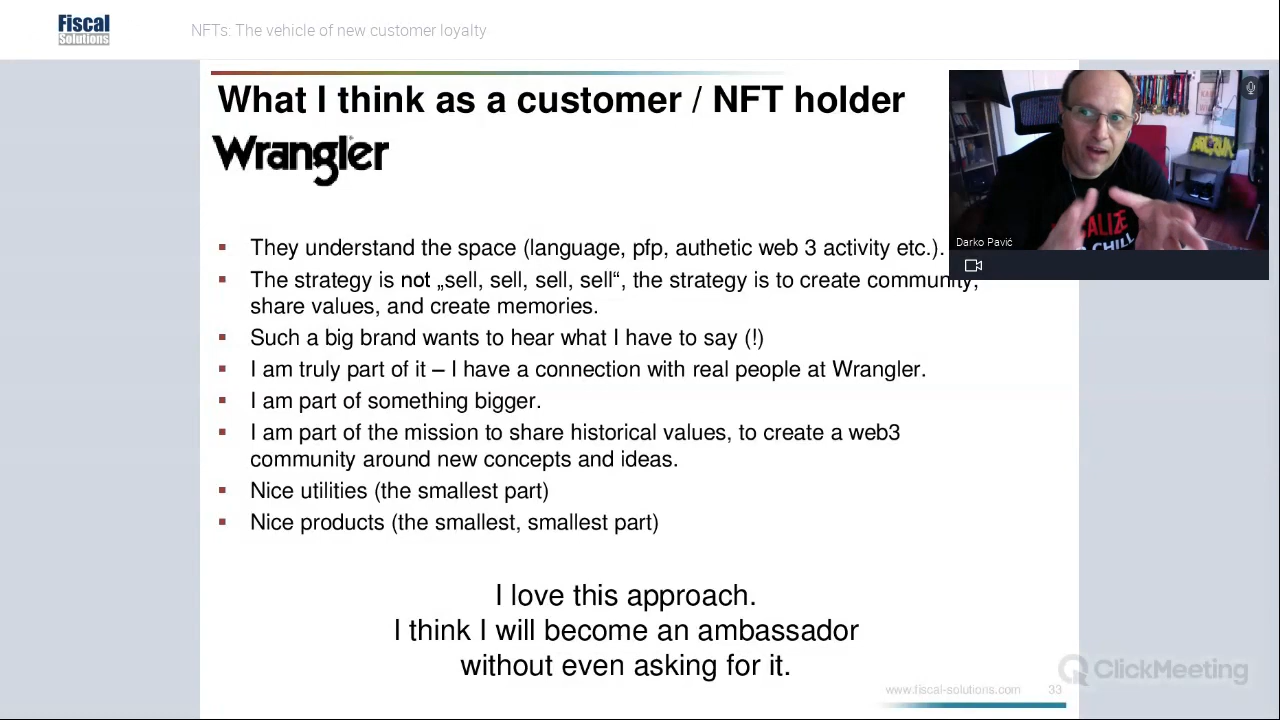 Fiscal
Solutions
NFTs: The vehicle of new customer loyalty
What I think as a customer / NFT holder
Wrangler
Darko Pavić
ALIZE
CHILL
▪ They understand the space (language, pfp, authetic web 3 activity etc.).
▪ The strategy is not „sell, sell, sell, sell“, the strategy is to create community,
share values, and create memories.
▪ Such a big brand wants to hear what I have to say (!)
▪ I am truly part of it – I have a connection with real people at Wrangler.
▪ I am part of something bigger.
▪ I am part of the mission to share historical values, to create a web3
community around new concepts and ideas.
▪ Nice utilities (the smallest part)
▪ Nice products (the smallest, smallest part)
I love this approach.
I think I will become an ambassador
without even asking for it.
ClickMeeting
www.fiscal-solutions.com 33